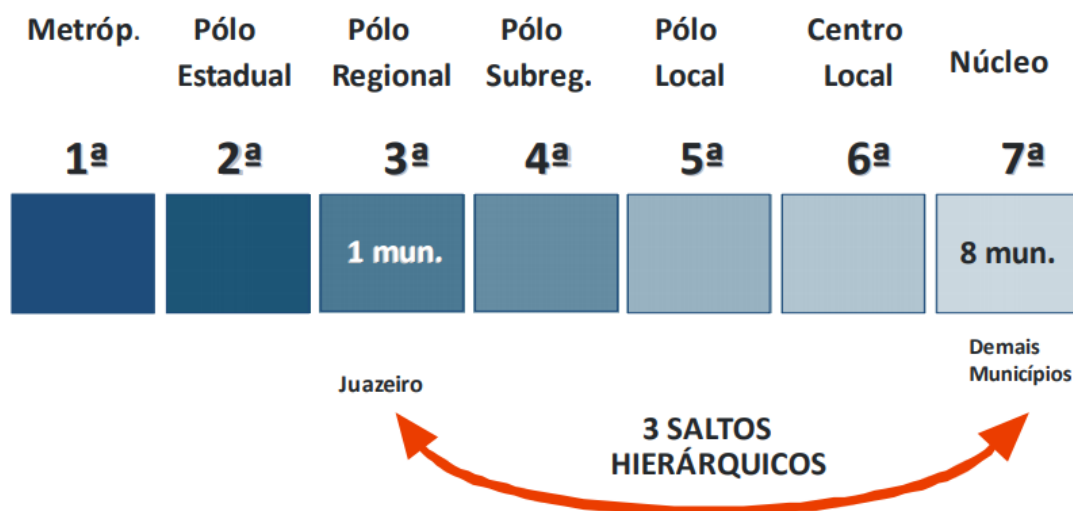 Metróp.
Pólo
Estadual
Pólo
Regional
Pólo
Subreg.
Pólo
Local
Centro
Local
Núcleo
1ª
2ª
3ª
4ª
5ª
6ª
7ª
1 mun.
8 mun.
Juazeiro
Demais
Municípios
3 SALTOS
HIERÁRQUICOS